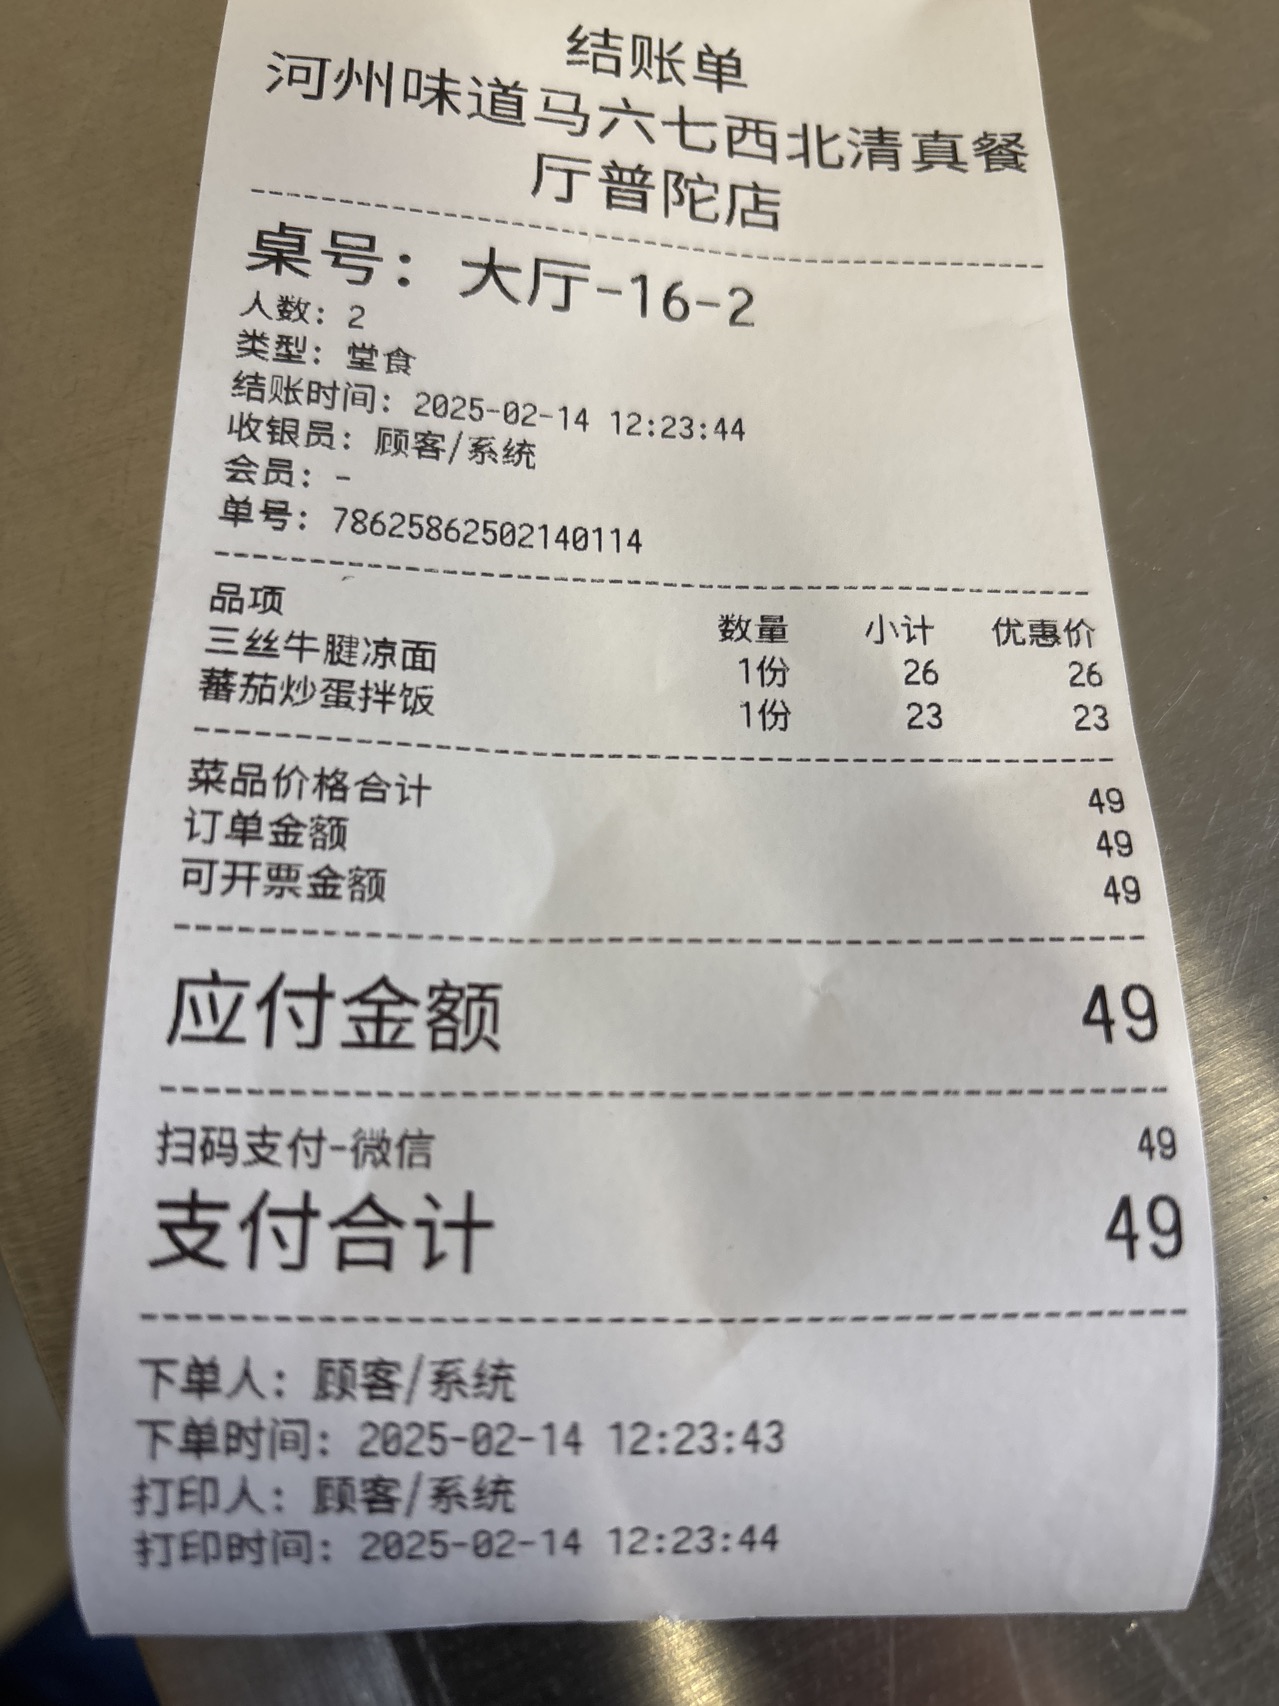 结账单
河州味道马六七西北清真餐
厅普陀店
桌号：大厅-16-2
人数：2
类型：堂食
结账时间：2025-02-14 12:23:44
收银员：顾客/系统
会员：-
单号：78625862502140114
品项 数量 小计 优惠价
三丝牛腱凉面 1份 26 26
蕃茄炒蛋拌饭 1份 23 23
菜品价格合计 49
订单金额 49
可开票金额 49
应付金额 49
扫码支付-微信 49
支付合计 49
下单人：顾客/系统
下单时间：2025-02-14 12:23:43
打印人：顾客/系统
打印时间：2025-02-14 12:23:44